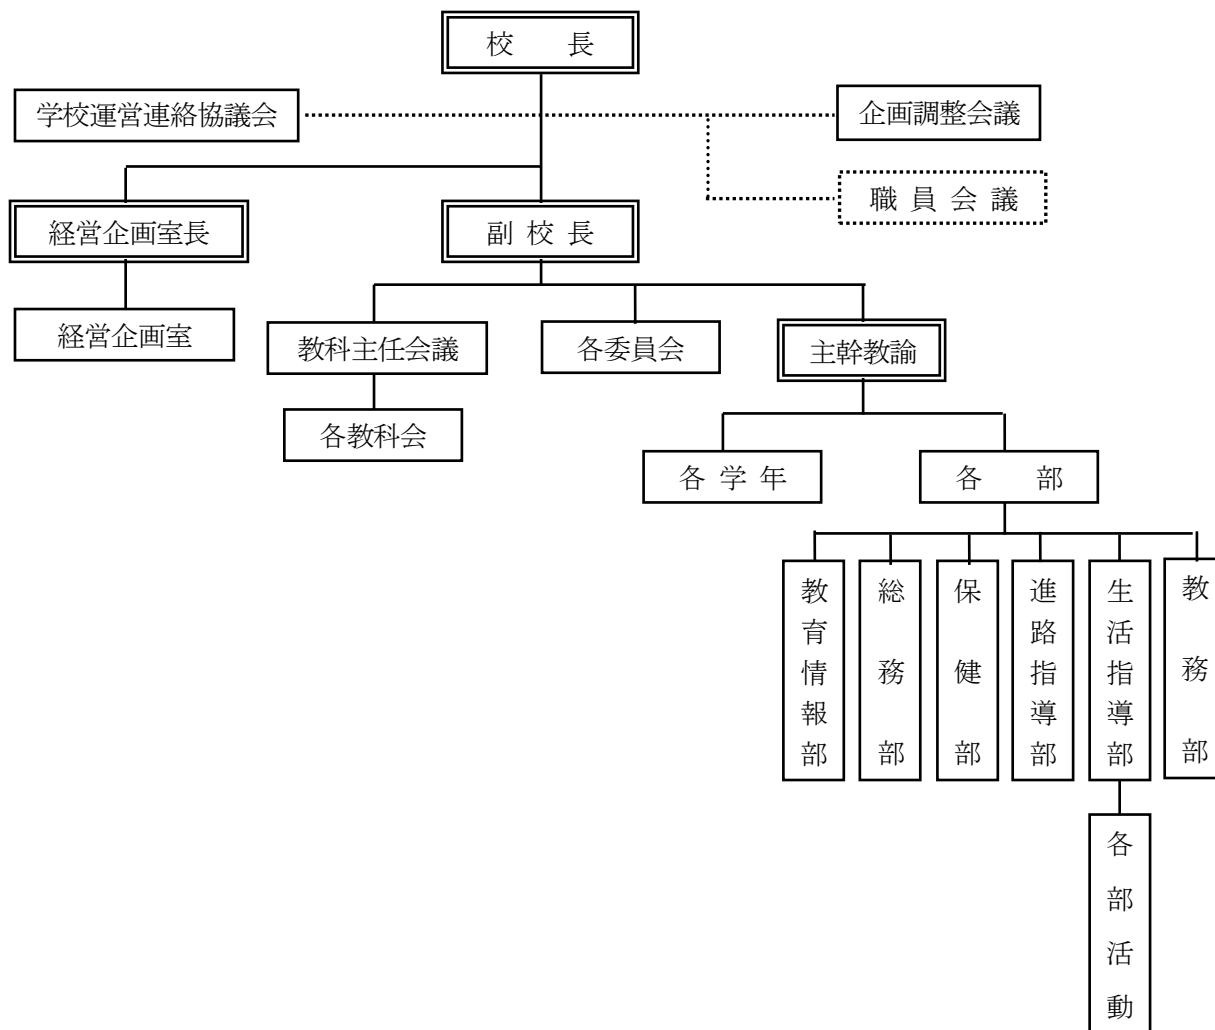 校　　長
学校運営連絡協議会
企画調整会議
職 員 会 議
経営企画室長
副 校 長
経営企画室
教科主任会議
各委員会
主幹教諭
各教科会
各 学 年
各　　部
教育情報部
総務部
保健部
進路指導部
生活指導部
教務部
各部活動